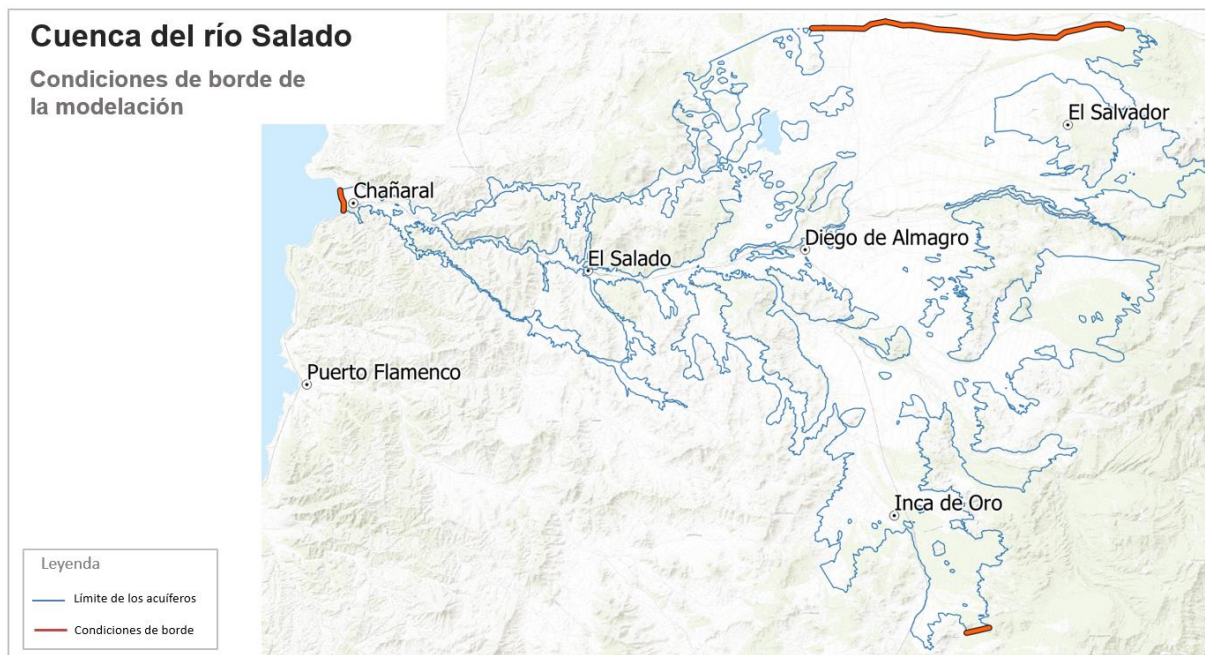 Cuenca del río Salado
Condiciones de borde de
la modelación
El Salvador
Chañaral
Diego de Almagro
El Salado
Puerto Flamenco
Inca de Oro
Leyenda
Límite de los acuíferos
Condiciones de borde